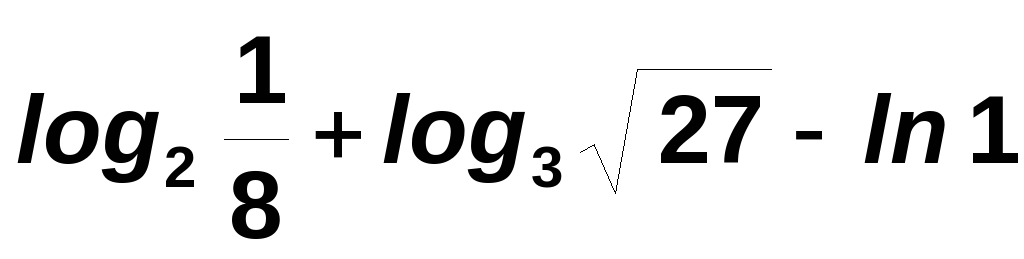 log₂ 1/8 + log₃ √27 - ln 1